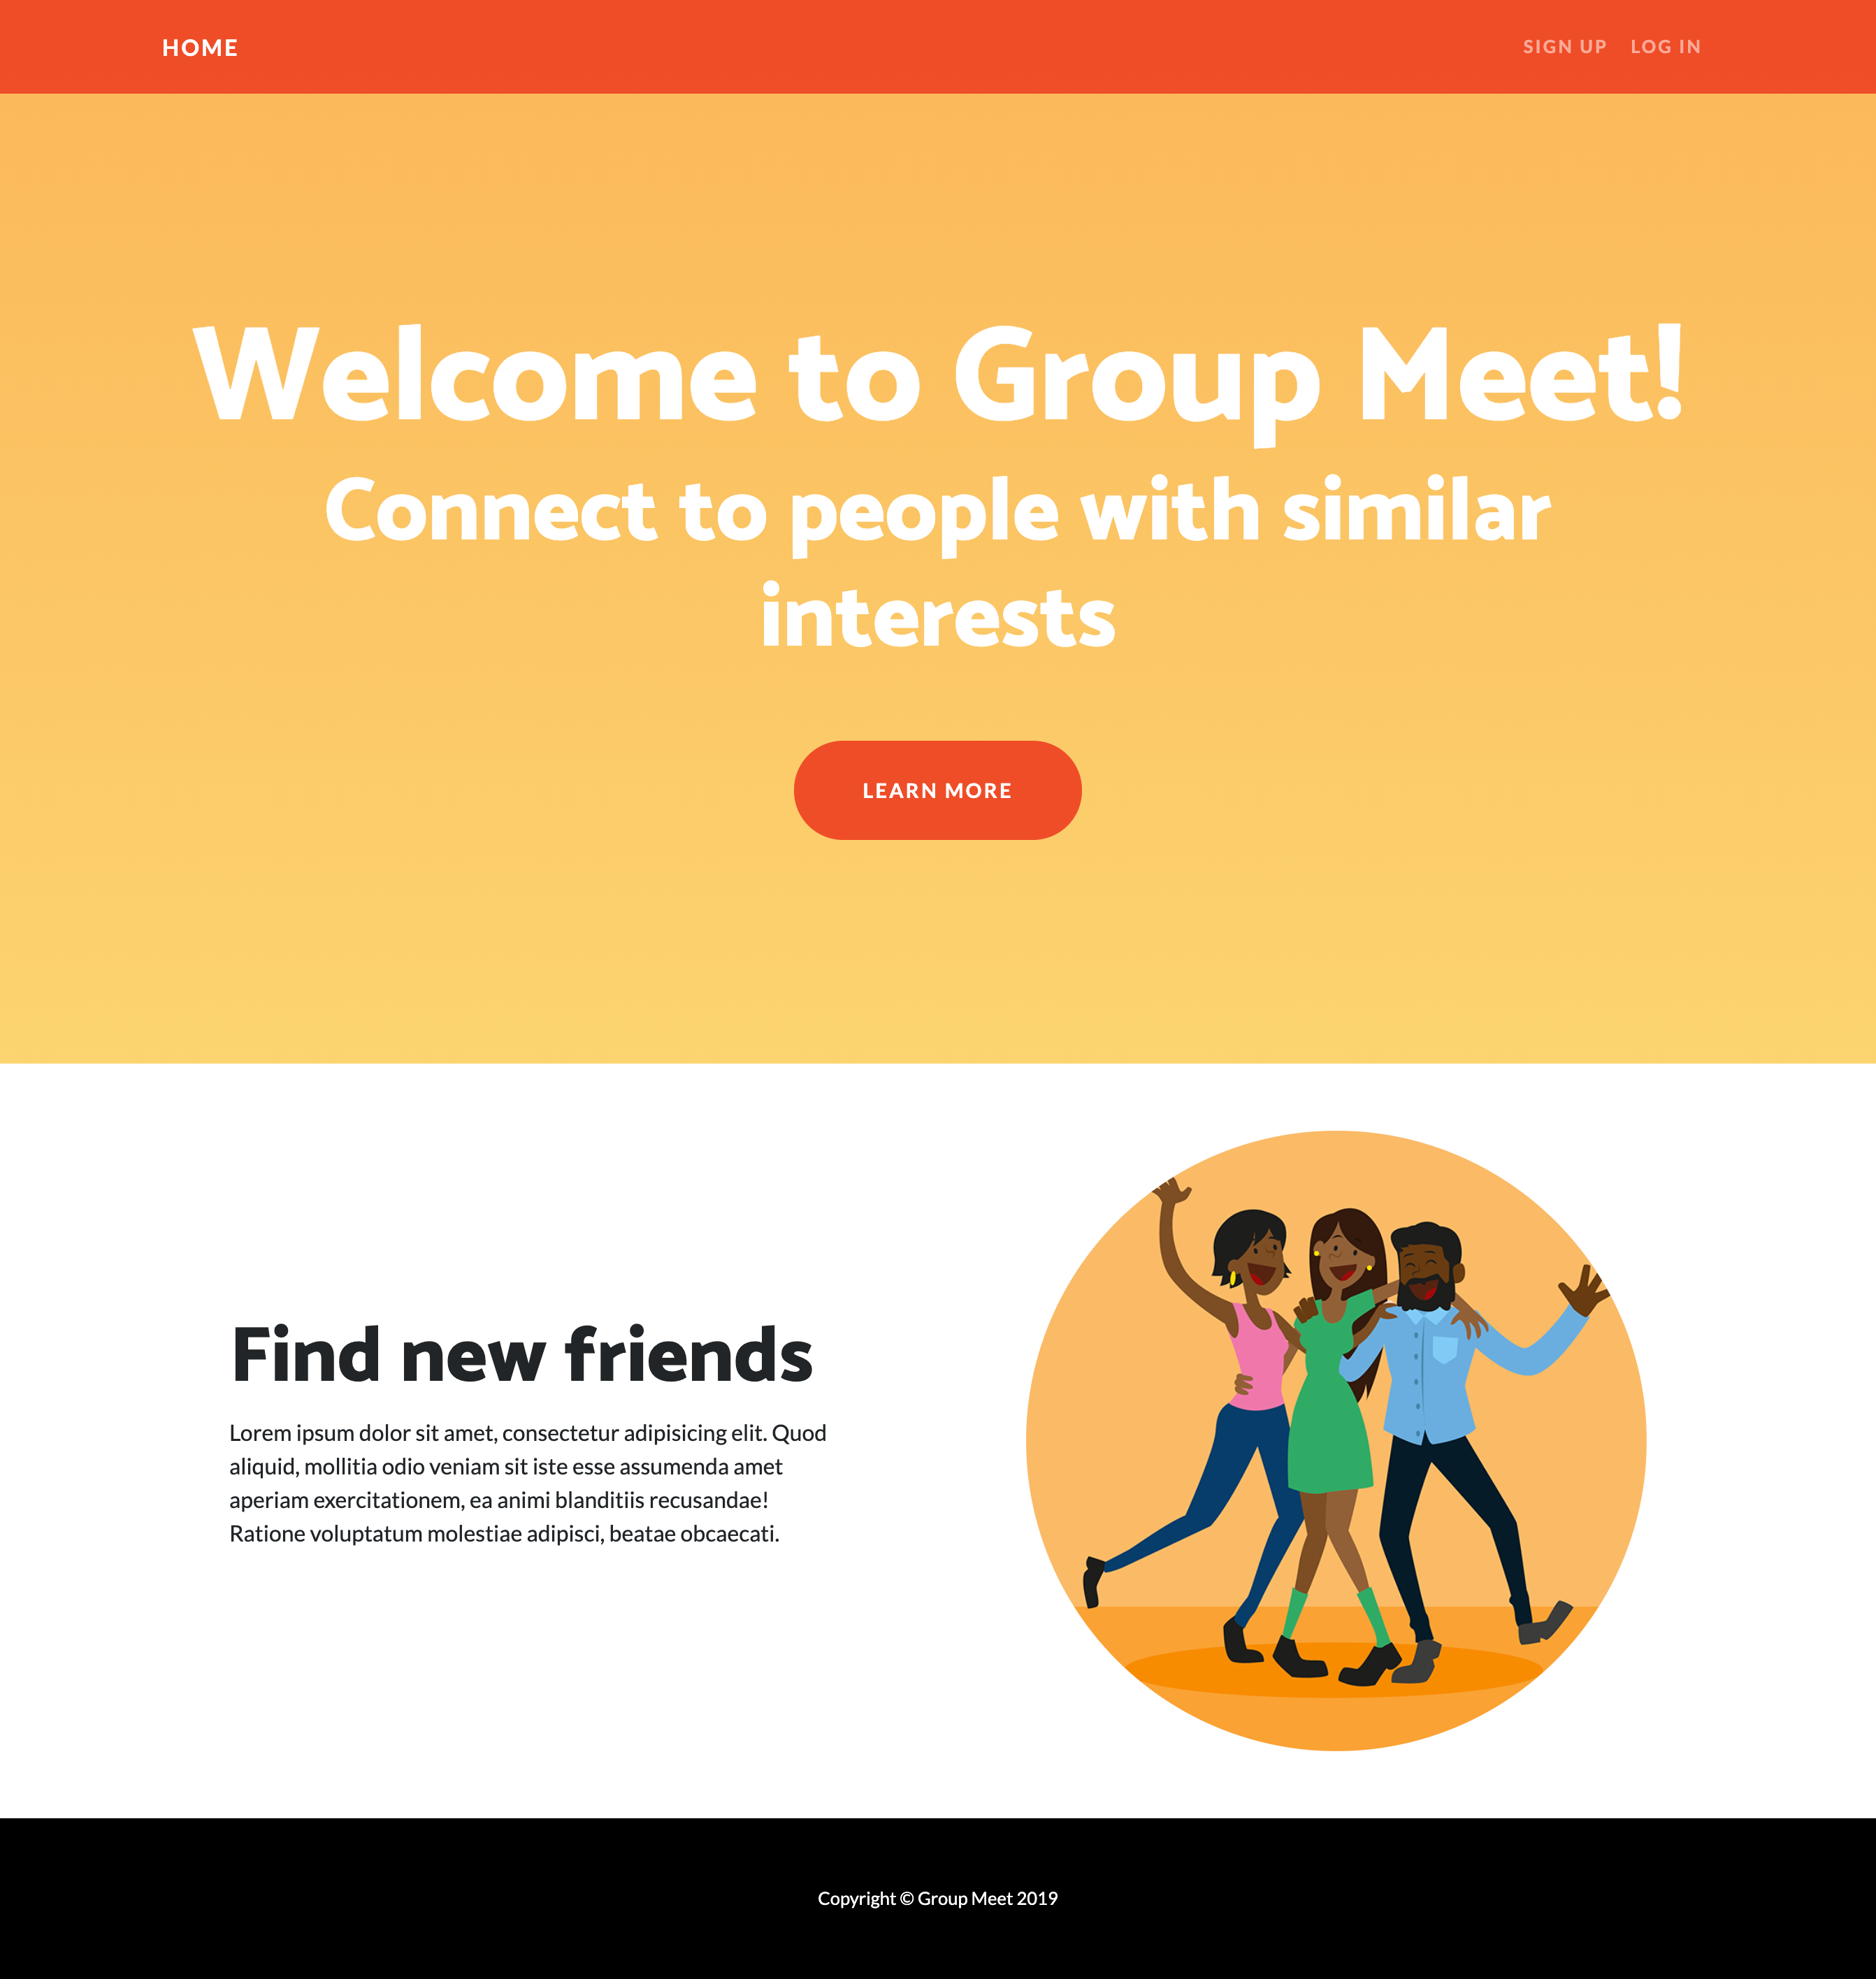 HOME
SIGN UP
LOG IN
Welcome to Group Meet!
Connect to people with similar
interests
LEARN MORE
Find new friends
Lorem ipsum dolor sit amet, consectetur adipisicing elit. Quod
aliquid, mollitia odio veniam sit iste esse assumenda amet
aperiam exercitationem, ea animi blanditiis recusandae!
Ratione voluptatum molestiae adipisci, beatae obcaecati.
Copyright © Group Meet 2019